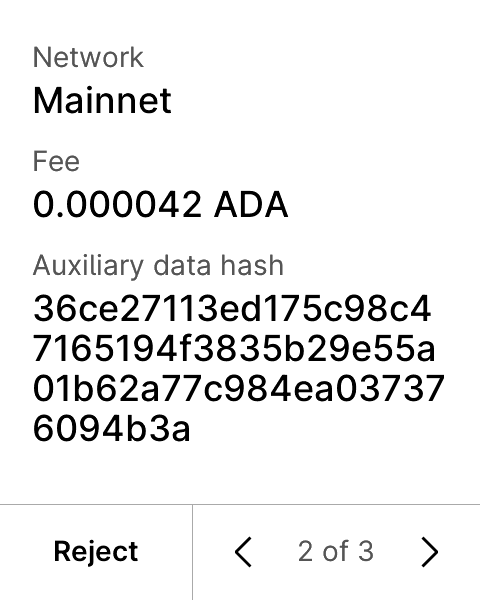 Network
Mainnet
Fee
0.000042 ADA
Auxiliary data hash
36ce27113ed175c98c4
7165194f3835b29e55a
01b62a77c984ea03737
6094b3a
Reject
2 of 3